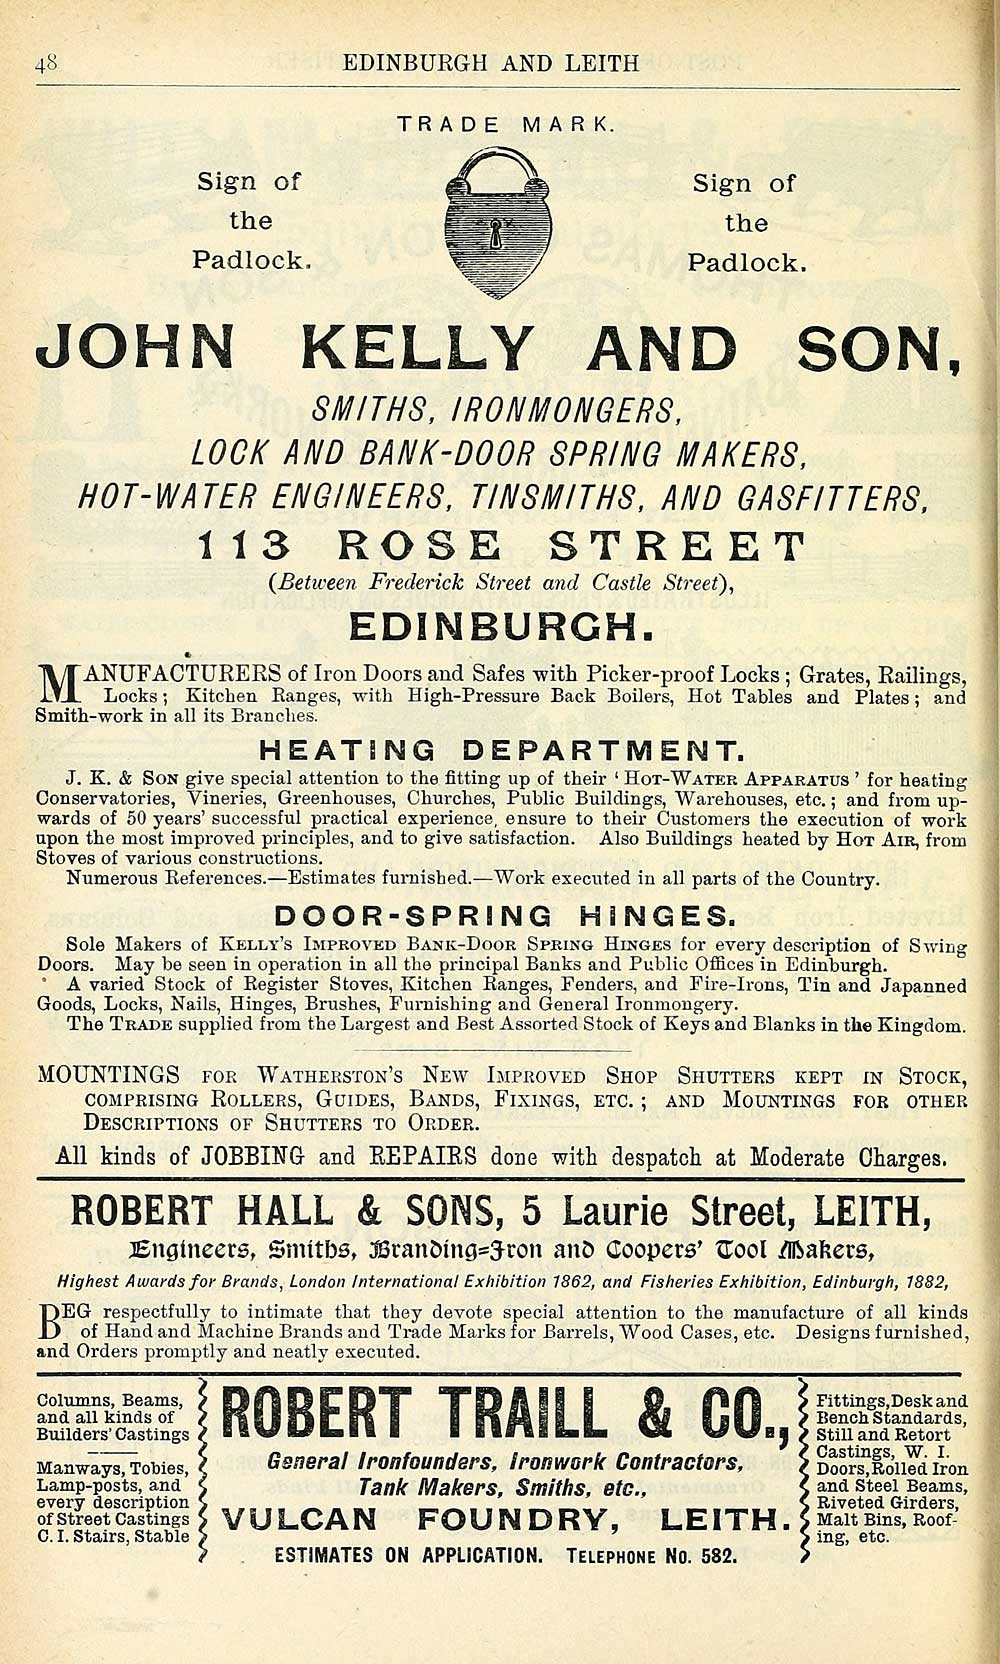 48 EDINBURGH AND LEITH
TRADE MARK.
Sign of
the
Padlock.
Sign of
the
Padlock.
JOHN KELLY AND SON,
SMITHS, IRONMONGERS,
LOCK AND BANK-DOOR SPRING MAKERS,
HOT-WATER ENGINEERS, TINSMITHS, AND GASFITTERS,
113 ROSE STREET
(Between Frederick Street and Castle Street),
EDINBURGH.
MANUFACTURERS of Iron Doors and Safes with Picker-proof Locks; Grates, Railings,
Locks; Kitchen Ranges, with High-Pressure Back Boilers, Hot Tables and Plates; and
Smith-work in all its Branches.
HEATING DEPARTMENT.
J. K. & SON give special attention to the fitting up of their 'HOT-WATER APPARATUS' for heating
Conservatories, Vineries, Greenhouses, Churches, Public Buildings, Warehouses, etc.; and from up-
wards of 50 years' successful practical experience, ensure to their Customers the execution of work
upon the most improved principles, and to give satisfaction. Also Buildings heated by HOT AIR, from
Stoves of various constructions.
Numerous References.—Estimates furnished.—Work executed in all parts of the Country.
DOOR-SPRING HINGES.
Sole Makers of KELLY'S IMPROVED BANK-DOOR SPRING HINGES for every description of Swing
Doors. May be seen in operation in all the principal Banks and Public Offices in Edinburgh.
A varied Stock of Register Stoves, Kitchen Ranges, Fenders, and Fire-Irons, Tin and Japanned
Goods, Locks, Nails, Hinges, Brushes, Furnishing and General Ironmongery.
The TRADE supplied from the Largest and Best Assorted Stock of Keys and Blanks in the Kingdom.
MOUNTINGS FOR WATHERSTON'S NEW IMPROVED SHOP SHUTTERS KEPT IN STOCK,
COMPRISING ROLLERS, GUIDES, BANDS, FIXINGS, ETC.; AND MOUNTINGS FOR OTHER
DESCRIPTIONS OF SHUTTERS TO ORDER.
All kinds of JOBBING and REPAIRS done with despatch at Moderate Charges.
ROBERT HALL & SONS, 5 Laurie Street, LEITH,
Engineers, Smiths, Branding-Iron and Coopers' Tool Makers,
Highest Awards for Brands, London International Exhibition 1862, and Fisheries Exhibition, Edinburgh, 1882,
BEG respectfully to intimate that they devote special attention to the manufacture of all kinds
of Hand and Machine Brands and Trade Marks for Barrels, Wood Cases, etc. Designs furnished,
and Orders promptly and neatly executed.
Columns, Beams,
and all kinds of
Builders' Castings
Manways, Tobies,
Lamp-posts, and
every description
of Street Castings
C. I. Stairs, Stable
ROBERT TRAILL & CO.,
General Ironfounders, Ironwork Contractors,
Tank Makers, Smiths, etc.,
VULCAN FOUNDRY, LEITH.
ESTIMATES ON APPLICATION. TELEPHONE NO. 582.
Fittings, Desk and
Bench Standards,
Still and Retort
Castings, W. I.
Doors, Rolled Iron
and Steel Beams,
Riveted Girders,
Malt Bins, Roof-
ing, etc.